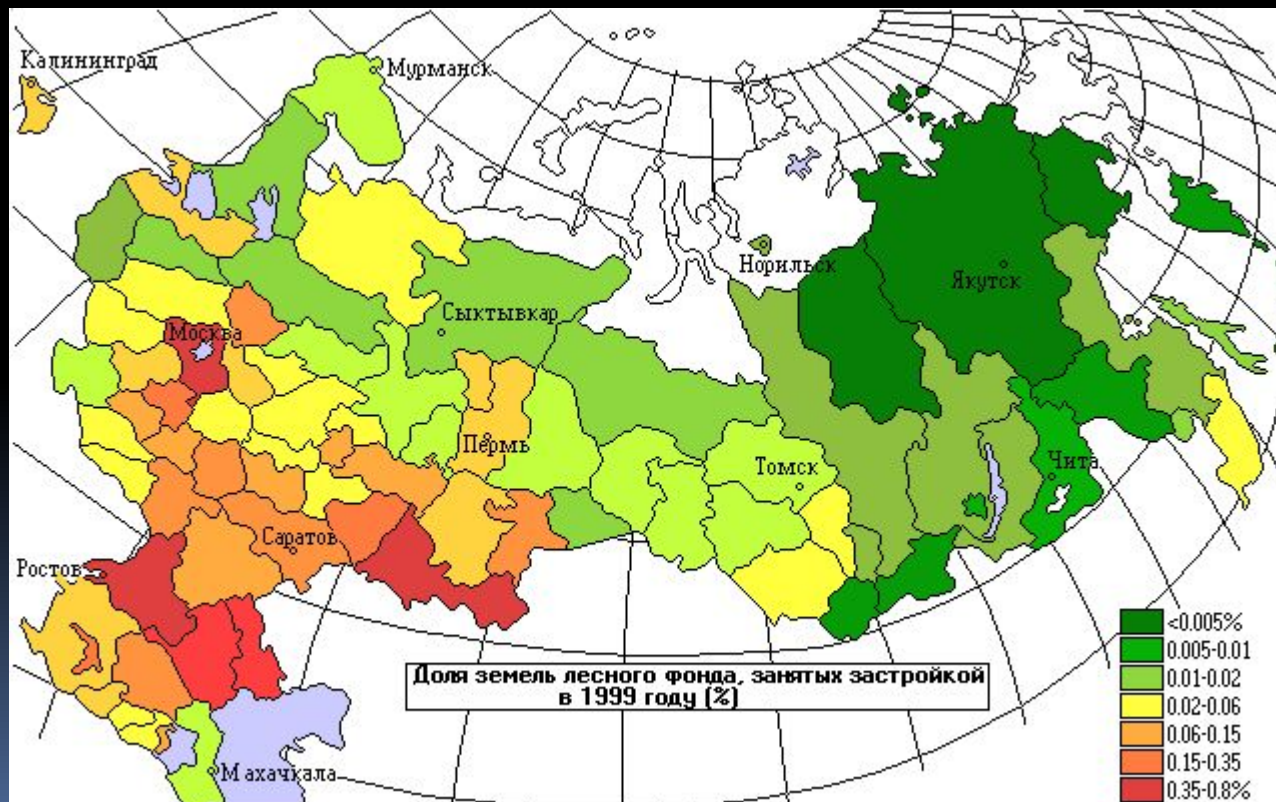 Калининград
Мурманск
Норильск
Якутск
Сыктывкар
Москва
Пермь
Томск
Чита
Саратов
Ростов
Доля земель лесного фонда, занятых застройкой
в 1999 году (%)
Махачкала
<0.005%
0.005-0.01
0.01-0.02
0.02-0.06
0.06-0.15
0.15-0.35
0.35-0.8%